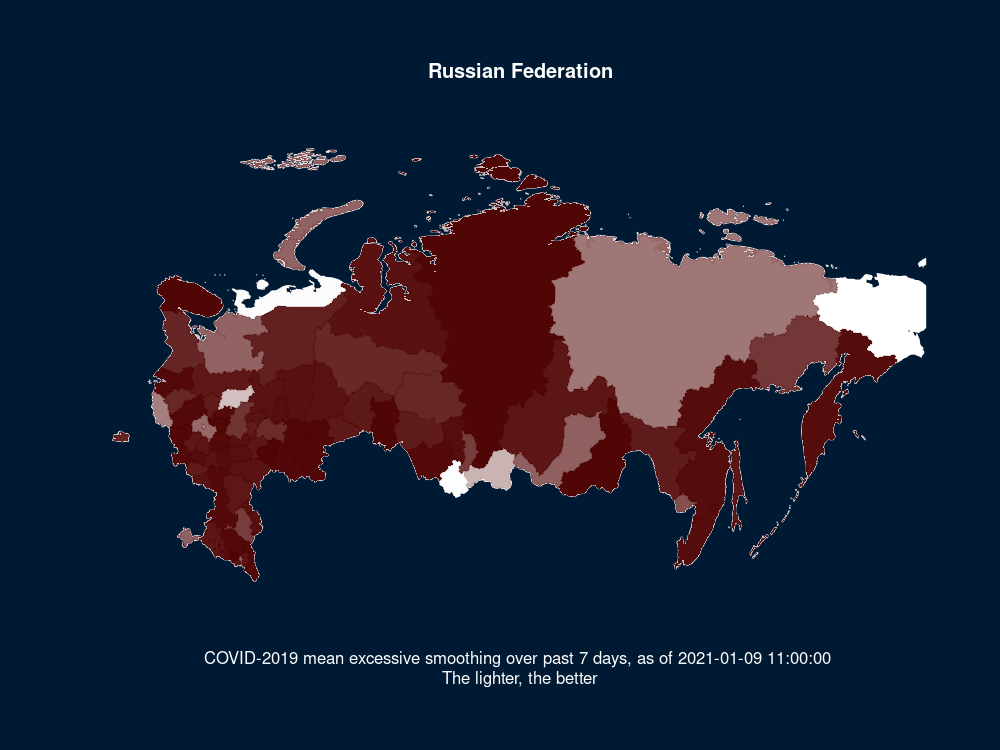 Russian Federation
COVID-2019 mean excessive smoothing over past 7 days, as of 2021-01-09 11:00:00
The lighter, the better